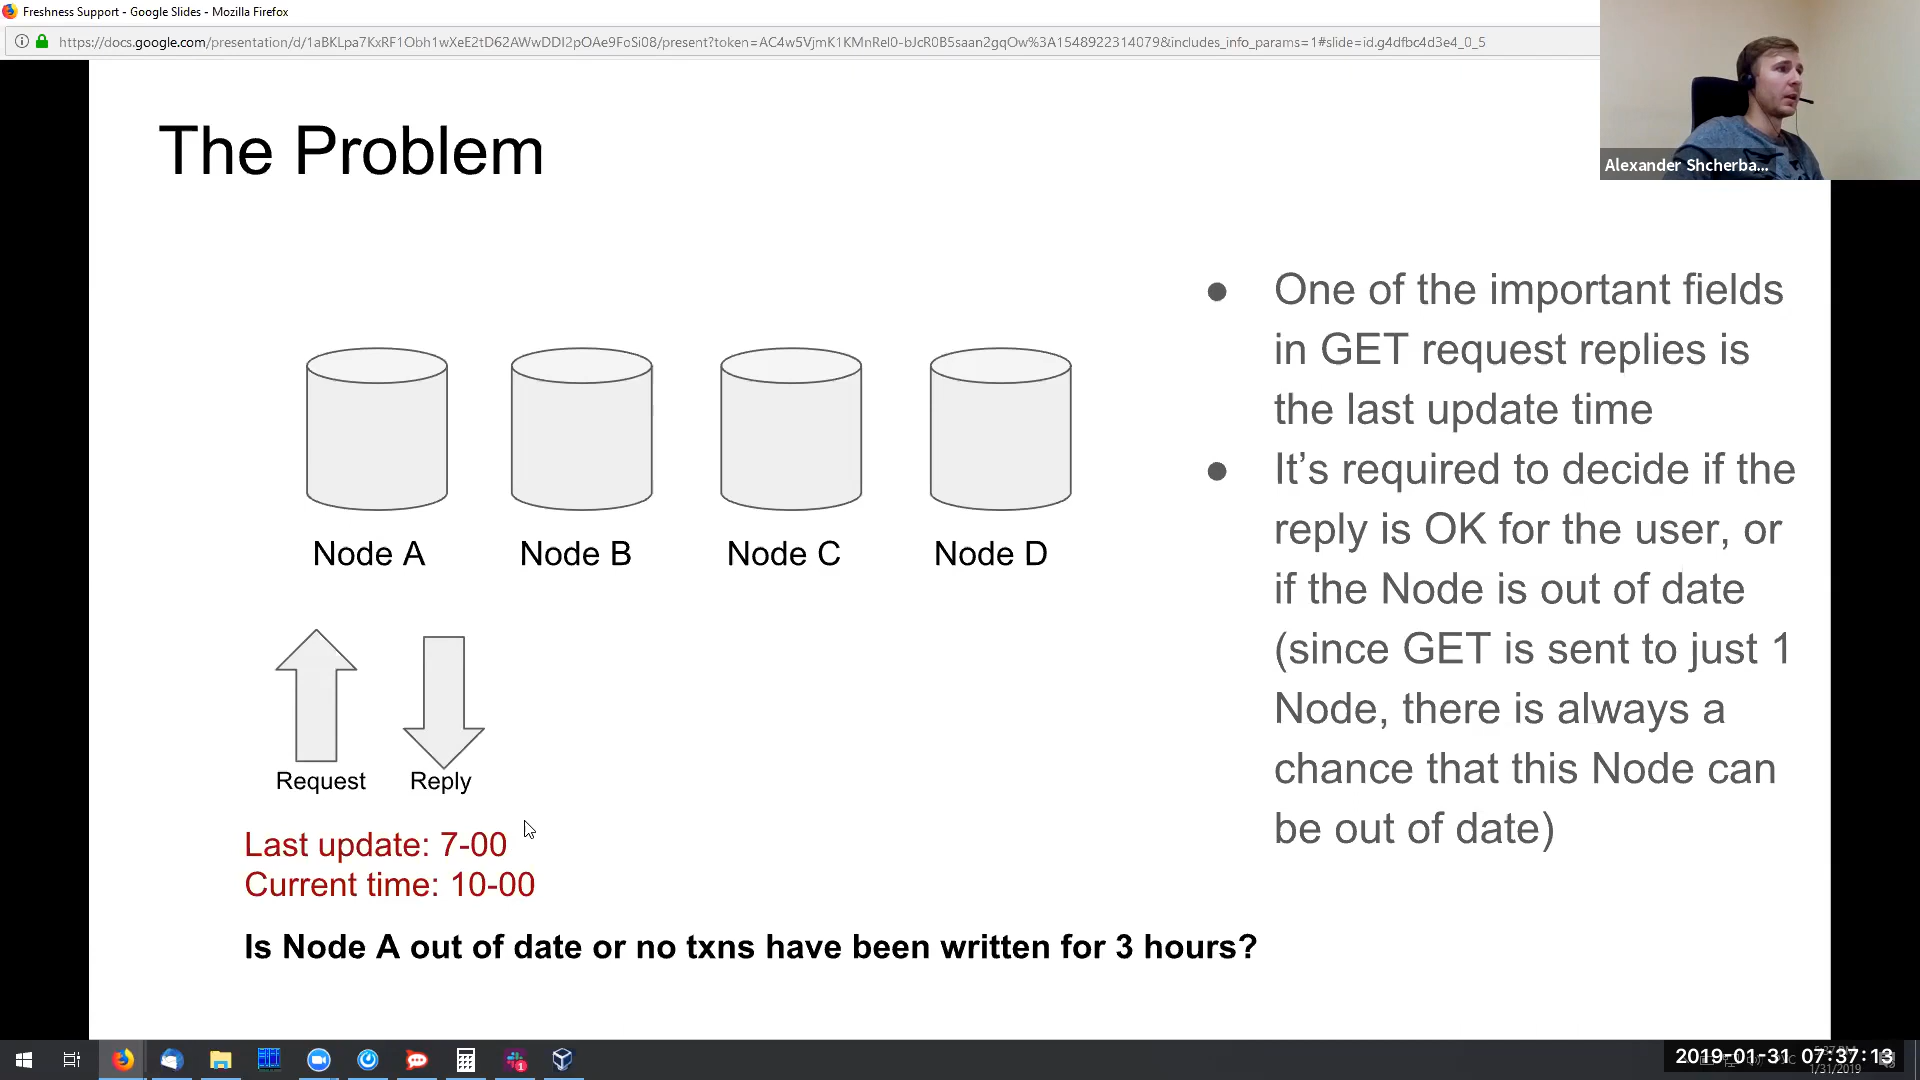 Freshness Support - Google Slides - Mozilla Firefox
https://docs.google.com/presentation/d/1aBKLpa7KxRF1Obh1wXeE2tD62AWwDDI2pOAe9FoSi08/present?token=AC4w5VjmK1KMnRel0-bJcR0B5saan2gqOw%3A1548922314079&includes_info_params=1#slide=id.g4dfbc4d3e4_0_5
Alexander Shcherba...
The Problem
Node A Node B Node C Node D
Request Reply
Last update: 7-00
Current time: 10-00
Is Node A out of date or no txns have been written for 3 hours?
● One of the important fields
in GET request replies is
the last update time
● It’s required to decide if the
reply is OK for the user, or
if the Node is out of date
(since GET is sent to just 1
Node, there is always a
chance that this Node can
be out of date)
2019-01-31 07:37:13
1/31/2019